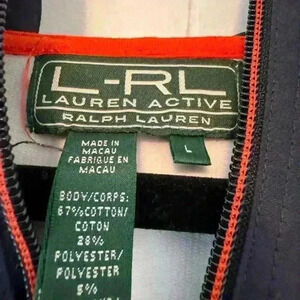 L-RL
LAUREN ACTIVE
RALPH LAUREN
L
MADE IN
MACAU
FABRIQUÉ EN
MACAU
BODY/CORPS:
67%COTTON/
COTON
28%
POLYESTER/
POLYESTER
5%